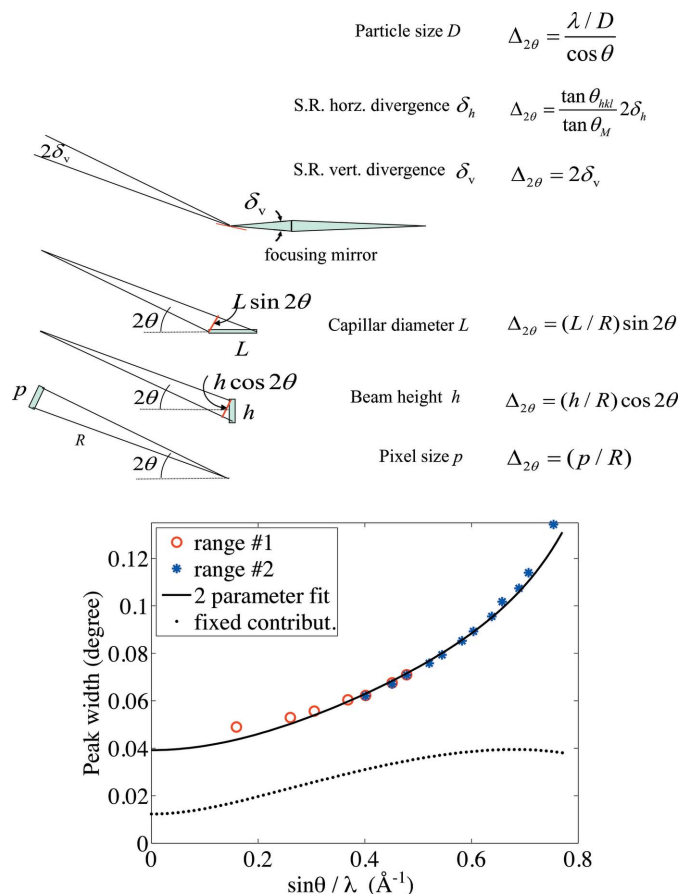 Particle size D Δ2θ = (λ / D) / cos θ
S.R. horz. divergence δh Δ2θ = (tan θhkl / tan θM) 2δh
2δv
S.R. vert. divergence δv Δ2θ = 2δv
δv
focusing mirror
L sin 2θ
2θ
L
Capillar diameter L Δ2θ = (L / R) sin 2θ
h cos 2θ
2θ
h
Beam height h Δ2θ = (h / R) cos 2θ
p
R
2θ
Pixel size p Δ2θ = (p / R)
range #1
range #2
2 parameter fit
fixed contribut.
Peak width (degree)
0.12
0.1
0.08
0.06
0.04
0.02
0
0 0.2 0.4 0.6 0.8
sinθ / λ (Å⁻¹)